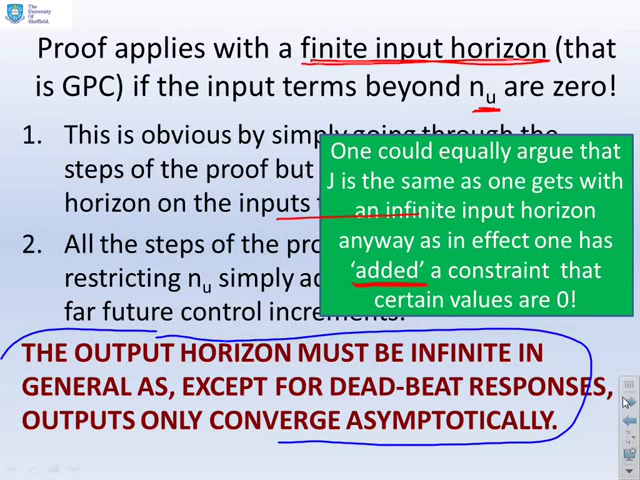 The
University
Of
Sheffield.
Proof applies with a finite input horizon (that
is GPC) if the input terms beyond nu are zero!
1. This is obvious by simply going through the
steps of the proof but
horizon on the inputs
2. All the steps of the
restricting nu simply
far future control increments.
One could equally argue that
J is the same as one gets with
an infinite input horizon
anyway as in effect one has
‘added’ a constraint that
certain values are 0!
THE OUTPUT HORIZON MUST BE INFINITE IN
GENERAL AS, EXCEPT FOR DEAD-BEAT RESPONSES,
OUTPUTS ONLY CONVERGE ASYMPTOTICALLY.